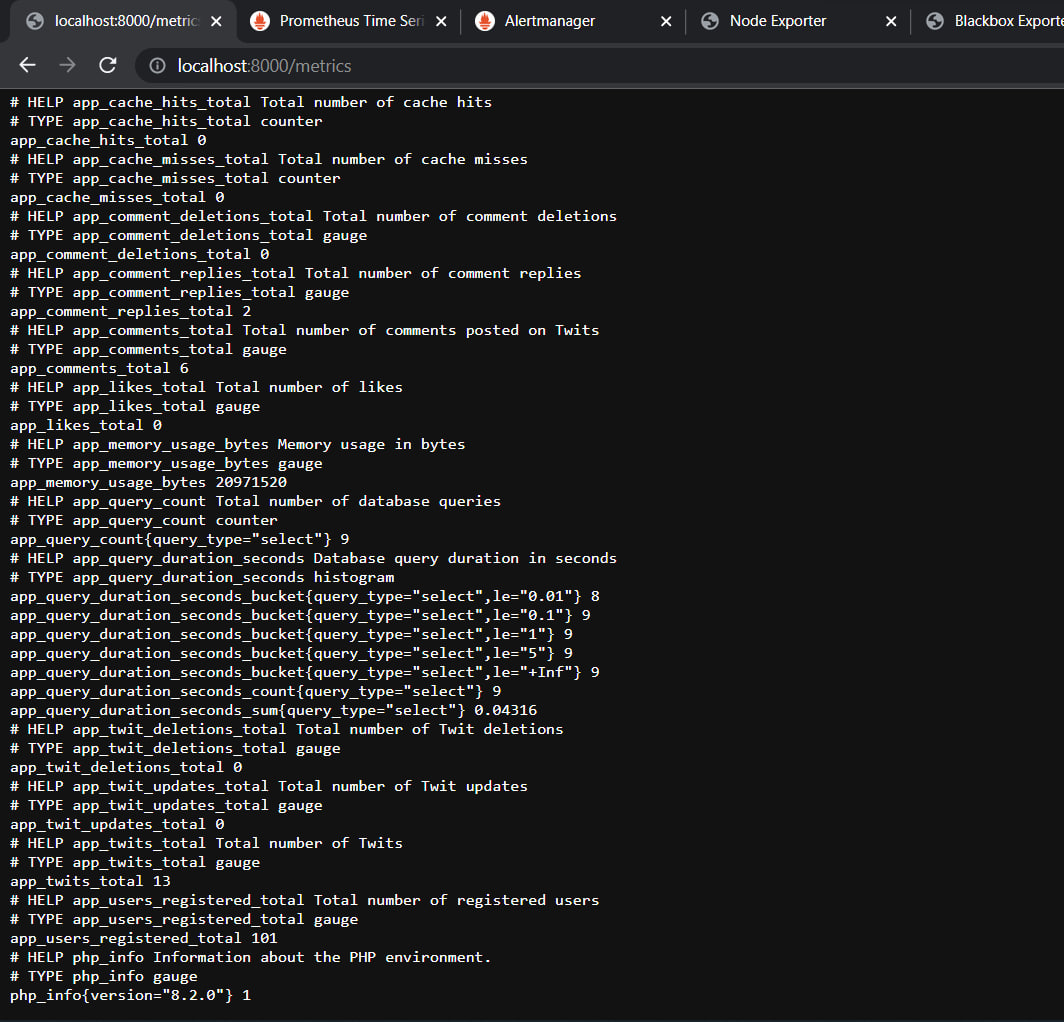 localhost:8000/metric
Prometheus Time Seri
Alertmanager
Node Exporter
Blackbox Exporte
localhost:8000/metrics
# HELP app_cache_hits_total Total number of cache hits
# TYPE app_cache_hits_total counter
app_cache_hits_total 0
# HELP app_cache_misses_total Total number of cache misses
# TYPE app_cache_misses_total counter
app_cache_misses_total 0
# HELP app_comment_deletions_total Total number of comment deletions
# TYPE app_comment_deletions_total gauge
app_comment_deletions_total 0
# HELP app_comment_replies_total Total number of comment replies
# TYPE app_comment_replies_total gauge
app_comment_replies_total 2
# HELP app_comments_total Total number of comments posted on Twits
# TYPE app_comments_total gauge
app_comments_total 6
# HELP app_likes_total Total number of likes
# TYPE app_likes_total gauge
app_likes_total 0
# HELP app_memory_usage_bytes Memory usage in bytes
# TYPE app_memory_usage_bytes gauge
app_memory_usage_bytes 20971520
# HELP app_query_count Total number of database queries
# TYPE app_query_count counter
app_query_count{query_type="select"} 9
# HELP app_query_duration_seconds Database query duration in seconds
# TYPE app_query_duration_seconds histogram
app_query_duration_seconds_bucket{query_type="select",le="0.01"} 8
app_query_duration_seconds_bucket{query_type="select",le="0.1"} 9
app_query_duration_seconds_bucket{query_type="select",le="1"} 9
app_query_duration_seconds_bucket{query_type="select",le="5"} 9
app_query_duration_seconds_bucket{query_type="select",le="+Inf"} 9
app_query_duration_seconds_count{query_type="select"} 9
app_query_duration_seconds_sum{query_type="select"} 0.04316
# HELP app_twit_deletions_total Total number of Twit deletions
# TYPE app_twit_deletions_total gauge
app_twit_deletions_total 0
# HELP app_twit_updates_total Total number of Twit updates
# TYPE app_twit_updates_total gauge
app_twit_updates_total 0
# HELP app_twits_total Total number of Twits
# TYPE app_twits_total gauge
app_twits_total 13
# HELP app_users_registered_total Total number of registered users
# TYPE app_users_registered_total gauge
app_users_registered_total 101
# HELP php_info Information about the PHP environment.
# TYPE php_info gauge
php_info{version="8.2.0"} 1